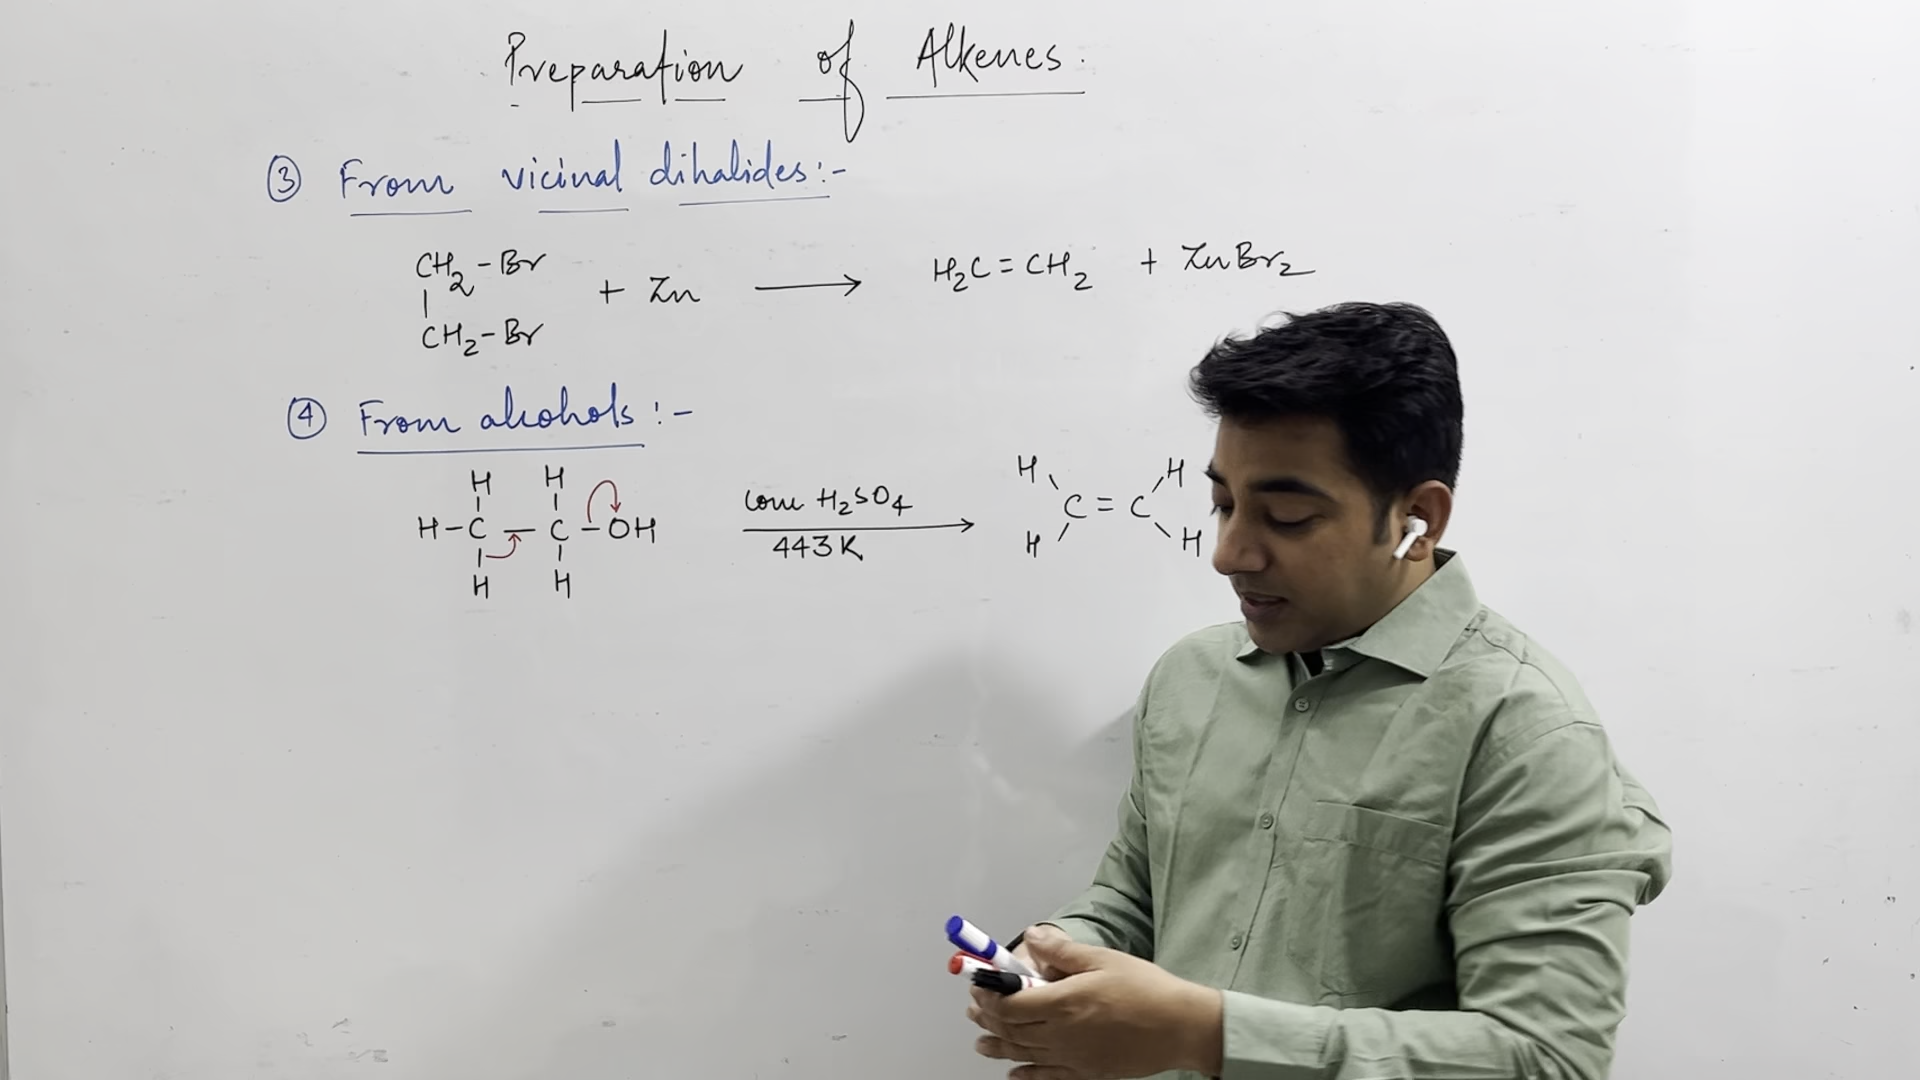 Preparation of Alkenes.
③ From vicinal dihalides:-
CH2-Br
|
CH2-Br
+ Zn ⟶ H2C=CH2 + ZnBr2
④ From alcohols:-
H H
H-C-C-OH
H H
conc H2SO4
443K
H H
C=C
H H